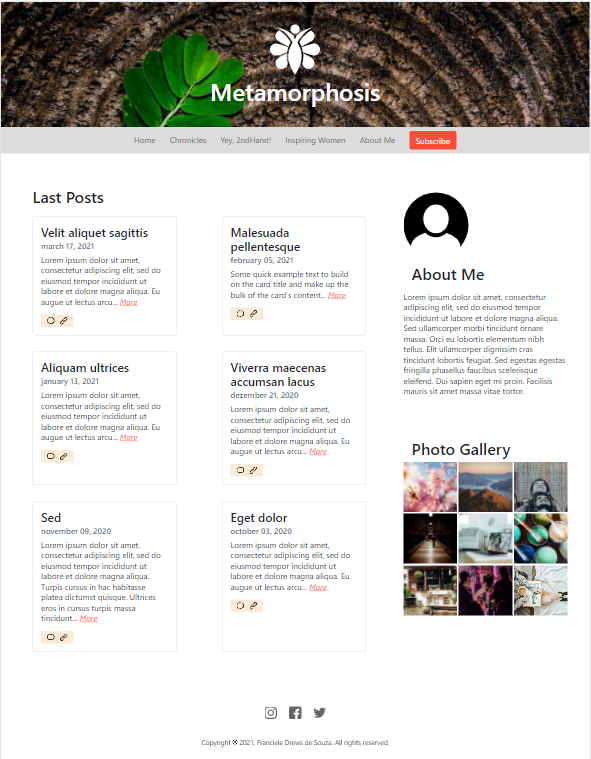 Metamorphosis
Home Chronicles Yey, 2ndHand! Inspiring Women About Me Subscribe
Last Posts
Velit aliquet sagittis
march 17, 2021
Lorem ipsum dolor sit amet,
consectetur adipiscing elit, sed do
eiusmod tempor incididunt ut
labore et dolore magna aliqua. Eu
augue ut lectus arcu... More
Malesuada
pellentesque
february 05, 2021
Some quick example text to build
on the card title and make up the
bulk of the card's content... More
Aliquam ultrices
january 13, 2021
Lorem ipsum dolor sit amet,
consectetur adipiscing elit, sed do
eiusmod tempor incididunt ut
labore et dolore magna aliqua. Eu
augue ut lectus arcu... More
Viverra maecenas
accumsan lacus
dezember 21, 2020
Lorem ipsum dolor sit amet,
consectetur adipiscing elit, sed do
eiusmod tempor incididunt ut
labore et dolore magna aliqua. Eu
augue ut lectus arcu... More
Sed
november 09, 2020
Lorem ipsum dolor sit amet,
consectetur adipiscing elit, sed do
eiusmod tempor incididunt ut
labore et dolore magna aliqua.
Turpis cursus in hac habitasse
platea dictumst quisque. Ultrices
eros in cursus turpis massa
tincidunt... More
Eget dolor
october 03, 2020
Lorem ipsum dolor sit amet,
consectetur adipiscing elit, sed do
eiusmod tempor incididunt ut
labore et dolore magna aliqua. Eu
augue ut lectus arcu... More
About Me
Lorem ipsum dolor sit amet, consectetur
adipiscing elit, sed do eiusmod tempor
incididunt ut labore et dolore magna aliqua.
Sed ullamcorper morbi tincidunt ornare
massa. Orci eu lobortis elementum nibh
tellus. Elit ullamcorper dignissim cras
tincidunt lobortis feugiat. Sed egestas egestas
fringilla phasellus faucibus scelerisque
eleifend. Dui sapien eget mi proin. Facilisis
mauris sit amet massa vitae tortor.
Photo Gallery
Copyright ® 2021, Franciele Drews de Souza. All rights reserved.